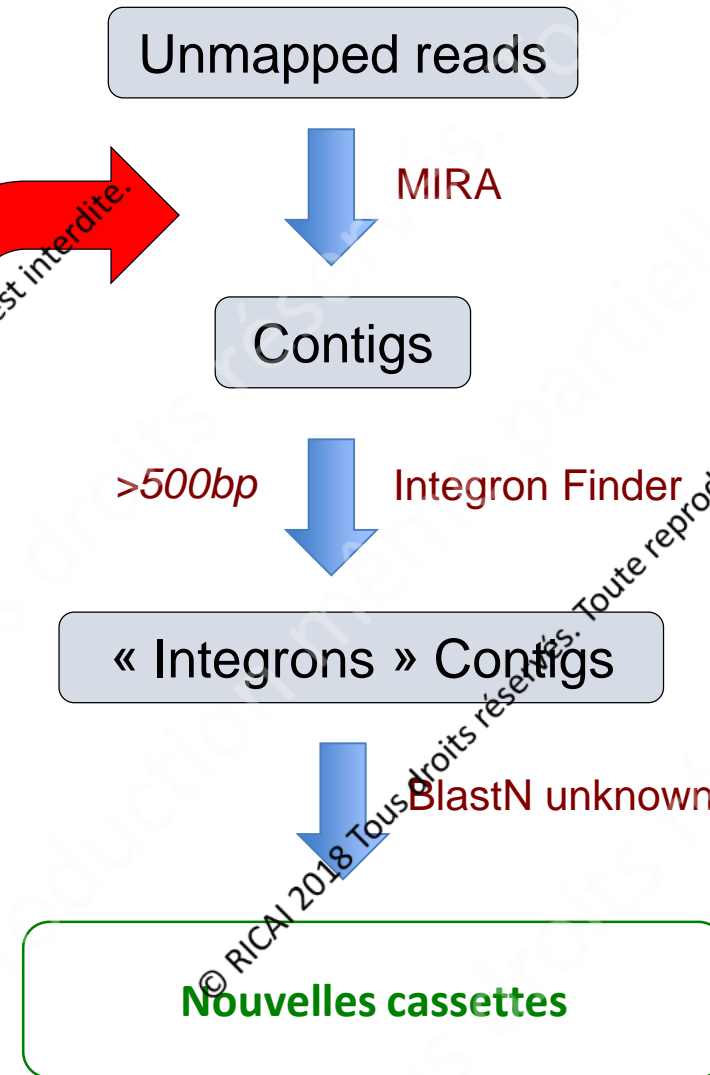 Unmapped reads
MIRA
est interdite.
Contigs
>500bp
Integron Finder
« Integrons » Contigs
BlastN unknown
© RICAI 2018 Tous droits réservés. Toute reprod
Nouvelles cassettes